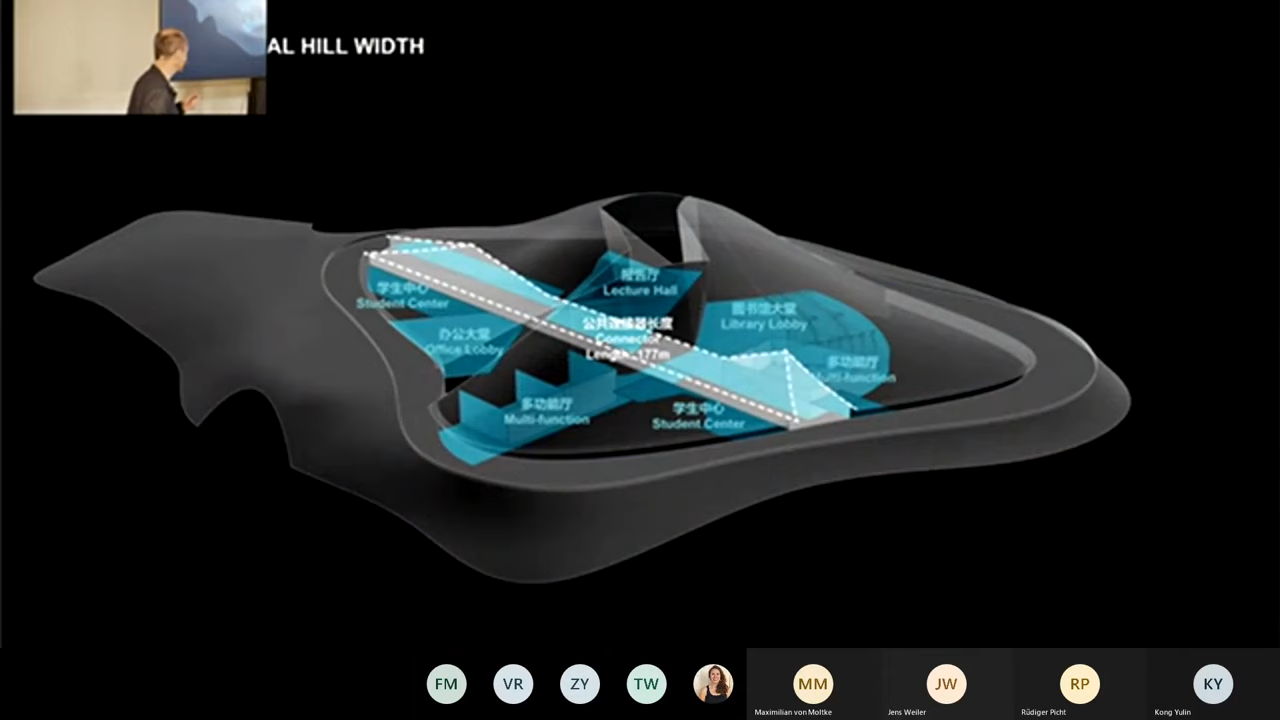 AL HILL WIDTH
报告厅
Lecture Hall
学生中心
Student Center
图书馆大堂
Library Lobby
公共连接器长度
Connector
Length: 177m
办公大堂
Office Lobby
多功能厅
Multi-function
多功能厅
Multi-function
学生中心
Student Center
FM
VR
ZY
TW
MM
JW
RP
KY
Maximilian von Moltke
Jens Weiler
Rüdiger Picht
Kong Yulin